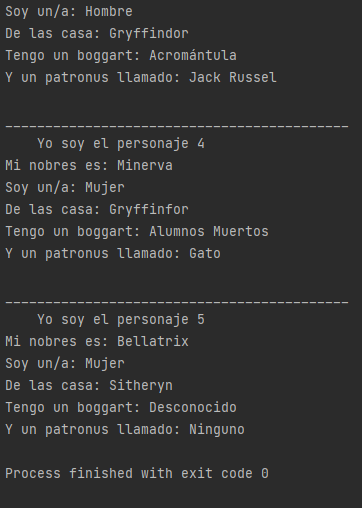 Soy un/a: Hombre
De las casa: Gryffindor
Tengo un boggart: Acromántula
Y un patronus llamado: Jack Russel
___________________________________________
Yo soy el personaje 4
Mi nobres es: Minerva
Soy un/a: Mujer
De las casa: Gryffinfor
Tengo un boggart: Alumnos Muertos
Y un patronus llamado: Gato
___________________________________________
Yo soy el personaje 5
Mi nobres es: Bellatrix
Soy un/a: Mujer
De las casa: Sitheryn
Tengo un boggart: Desconocido
Y un patronus llamado: Ninguno
Process finished with exit code 0